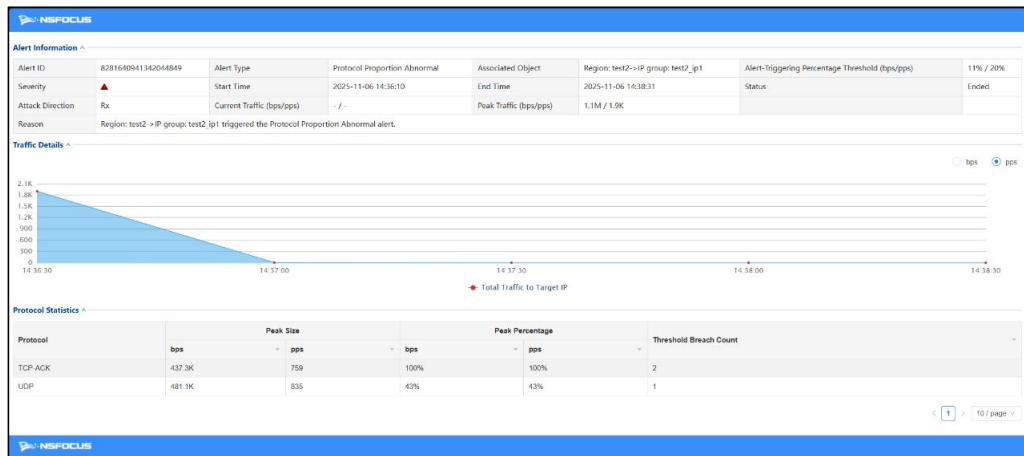 NSFOCUS
Alert Information
Alert ID 8281640941342044849 Alert Type Protocol Proportion Abnormal Associated Object Region: test2->IP group: test2_ip1 Alert-Triggering Percentage Threshold (bps/pps) 11% / 20%
Severity Start Time 2025-11-06 14:36:10 End Time 2025-11-06 14:38:31 Status Ended
Attack Direction Rx Current Traffic (bps/pps) - / - Peak Traffic (bps/pps) 1.1M / 1.9K
Reason Region: test2->IP group: test2_ip1 triggered the Protocol Proportion Abnormal alert.
Traffic Details
bps pps
2.1K
1.8K
1.5K
1.2K
900
600
300
0
14:36:30 14:37:00 14:37:30 14:38:00 14:38:30
Total Traffic to Target IP
Protocol Statistics
Protocol Peak Size Peak Percentage Threshold Breach Count
bps pps bps pps
TCP-ACK 437.3K 759 100% 100% 2
UDP 481.1K 835 43% 43% 1
< 1 > 10 / page
NSFOCUS